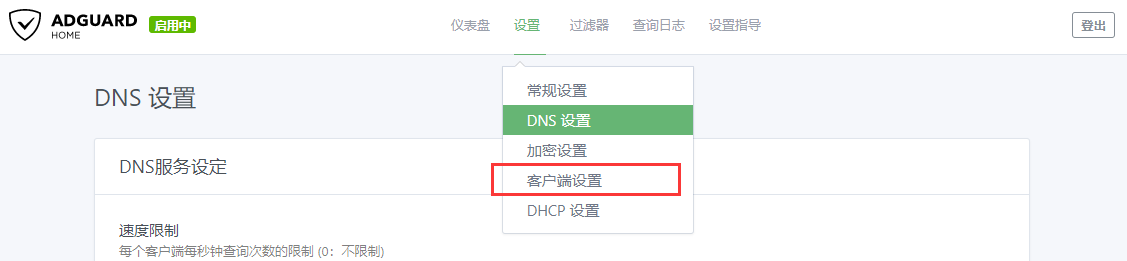 ADGUARD
HOME
启用中
仪表盘 设置 过滤器 查询日志 设置指导
登出
DNS 设置
常规设置
DNS 设置
加密设置
客户端设置
DHCP 设置
DNS服务设定
速度限制
每个客户端每秒钟查询次数的限制 (0：不限制)